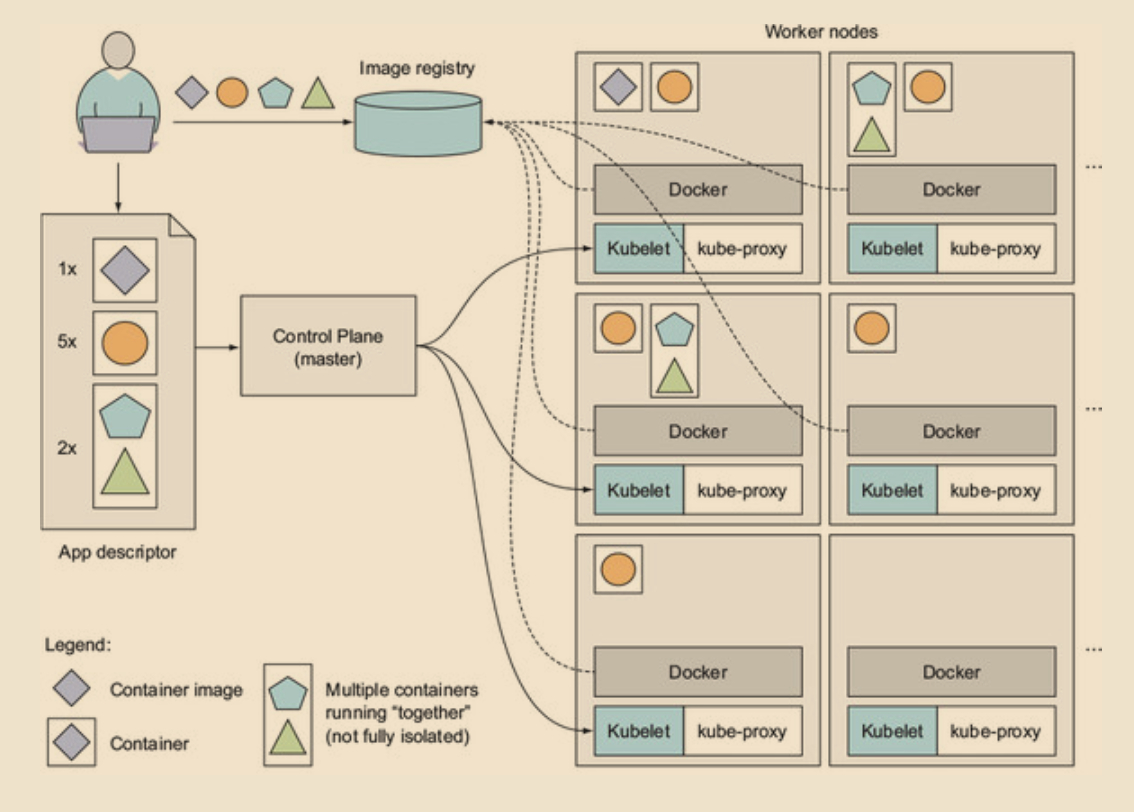 Worker nodes
Image registry
Docker
Docker
...
Kubelet
kube-proxy
Kubelet
kube-proxy
1x
5x
2x
Control Plane
(master)
Docker
Docker
...
Kubelet
kube-proxy
Kubelet
kube-proxy
App descriptor
Docker
Docker
...
Kubelet
kube-proxy
Kubelet
kube-proxy
Legend:
Container image
Container
Multiple containers
running “together”
(not fully isolated)